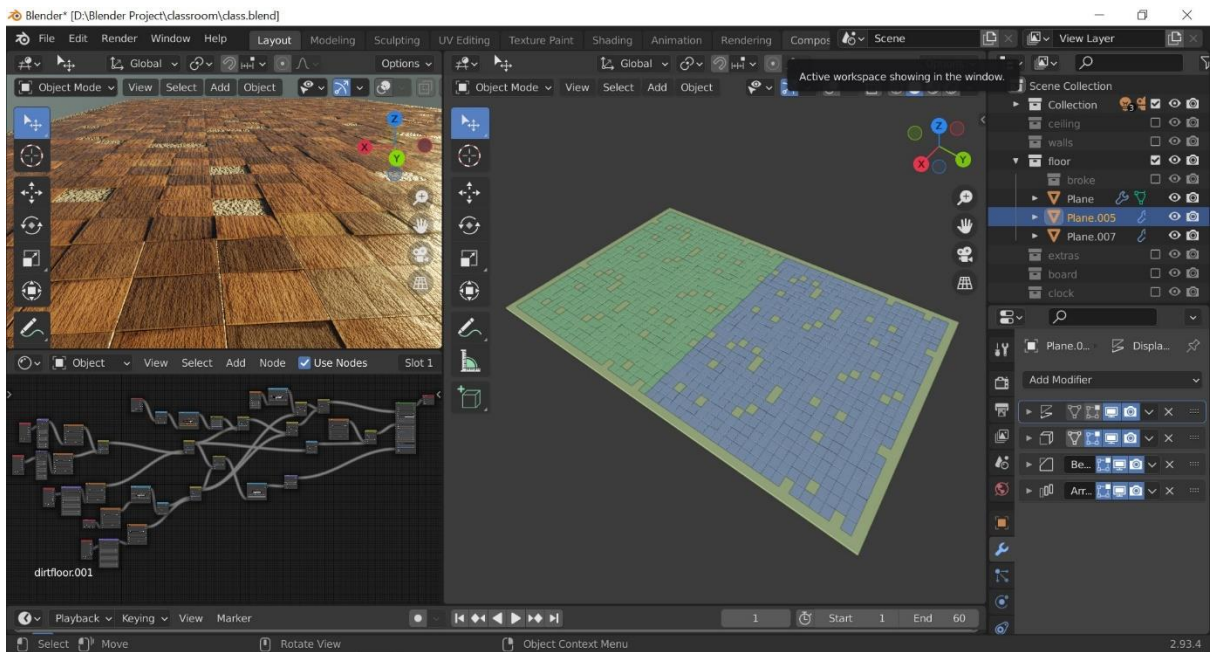 Blender* [D:\Blender Project\classroom\class.blend]
File Edit Render Window Help Layout Modeling Sculpting UV Editing Texture Paint Shading Animation Rendering Compos Scene View Layer
Global Options Global
Active workspace showing in the window.
Object Mode View Select Add Object Object Mode View Select Add Object
Scene Collection
Collection 3
ceiling
walls
floor
broke
Plane
Plane.005
Plane.007
extras
board
clock
X Y Z
X Y Z
Object View Select Add Node Use Nodes Slot 1
Plane.0... Displa...
Add Modifier
Be...
Arr...
dirtfloor.001
Playback Keying View Marker 1 Start 1 End 60
Select Move Rotate View Object Context Menu 2.93.4